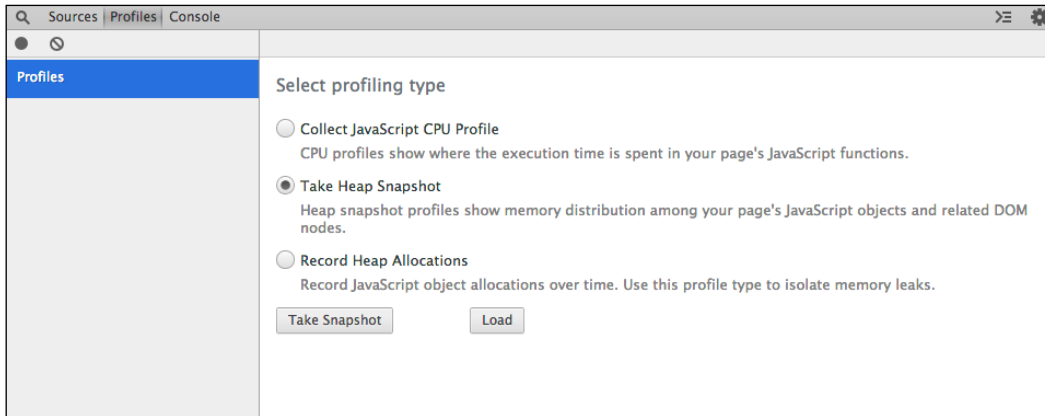 Sources Profiles Console
Profiles
Select profiling type
Collect JavaScript CPU Profile
CPU profiles show where the execution time is spent in your page's JavaScript functions.
Take Heap Snapshot
Heap snapshot profiles show memory distribution among your page's JavaScript objects and related DOM
nodes.
Record Heap Allocations
Record JavaScript object allocations over time. Use this profile type to isolate memory leaks.
Take Snapshot Load